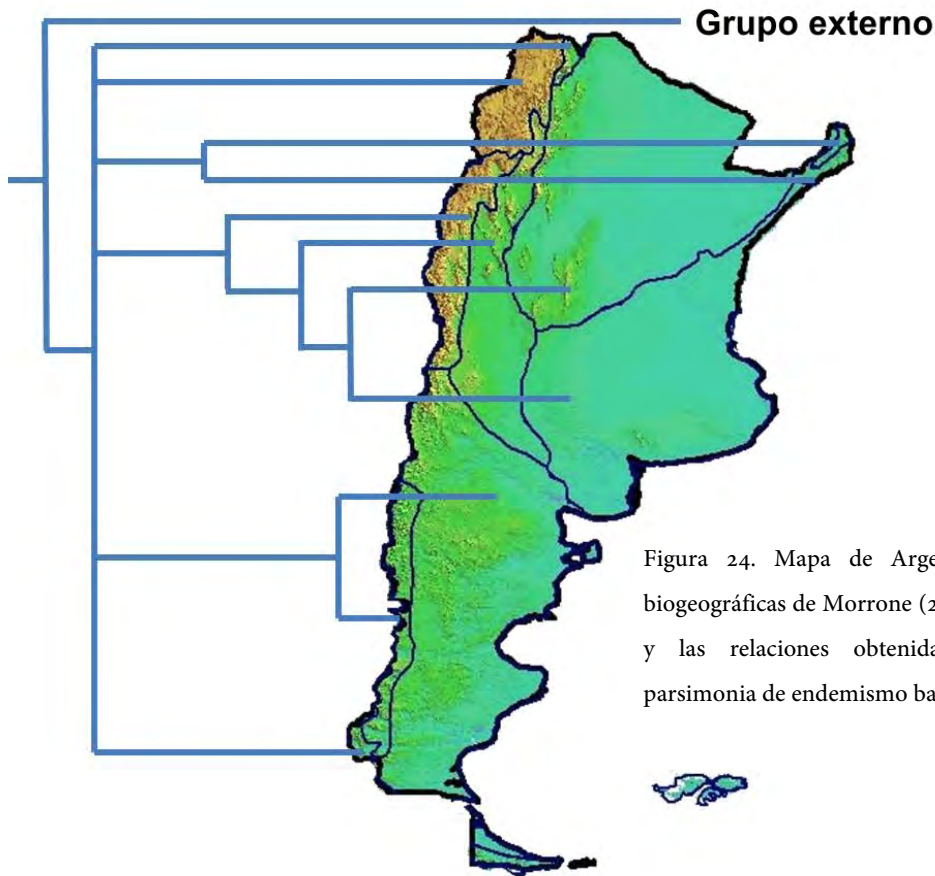 Grupo externo
Figura 24. Mapa de Arge
biogeográficas de Morrone (2
y las relaciones obtenida
parsimonia de endemismo ba